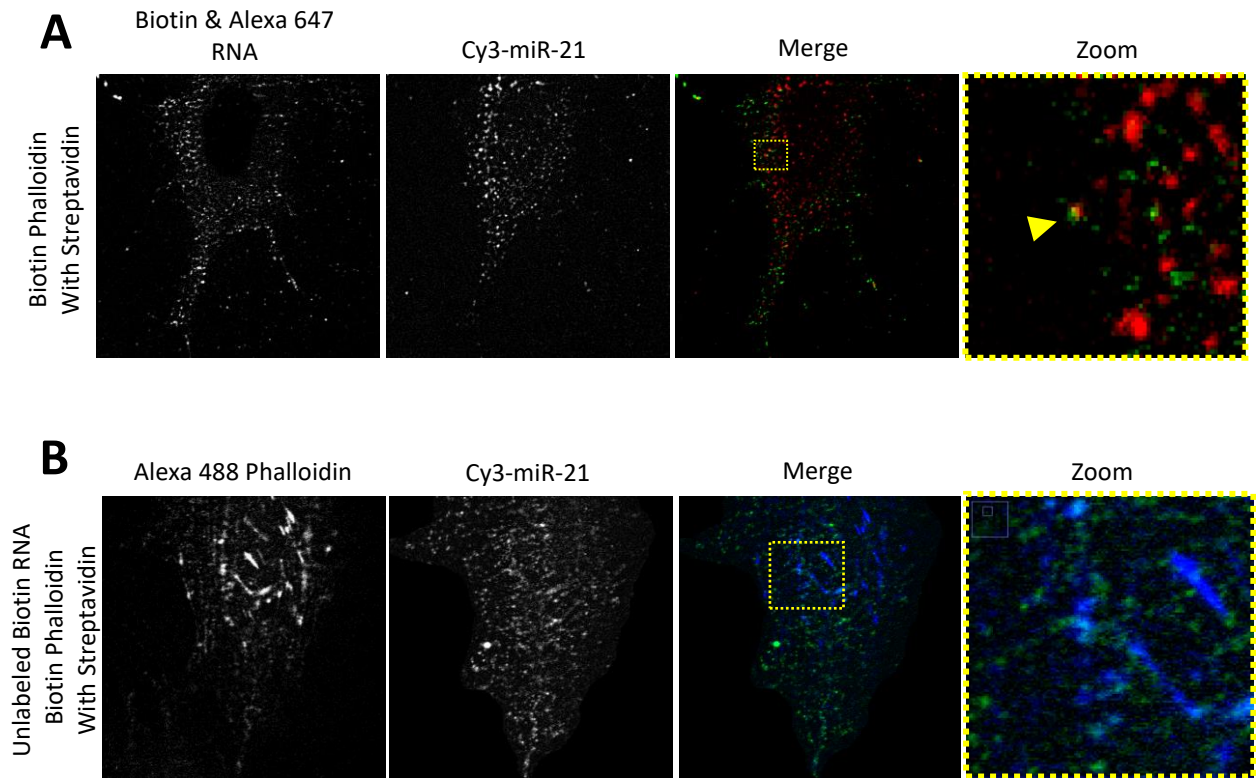 A
Biotin & Alexa 647
RNA
Cy3-miR-21
Merge
Zoom
Biotin Phalloidin
With Streptavidin
B
Alexa 488 Phalloidin
Cy3-miR-21
Merge
Zoom
Unlabeled Biotin RNA
Biotin Phalloidin
With Streptavidin